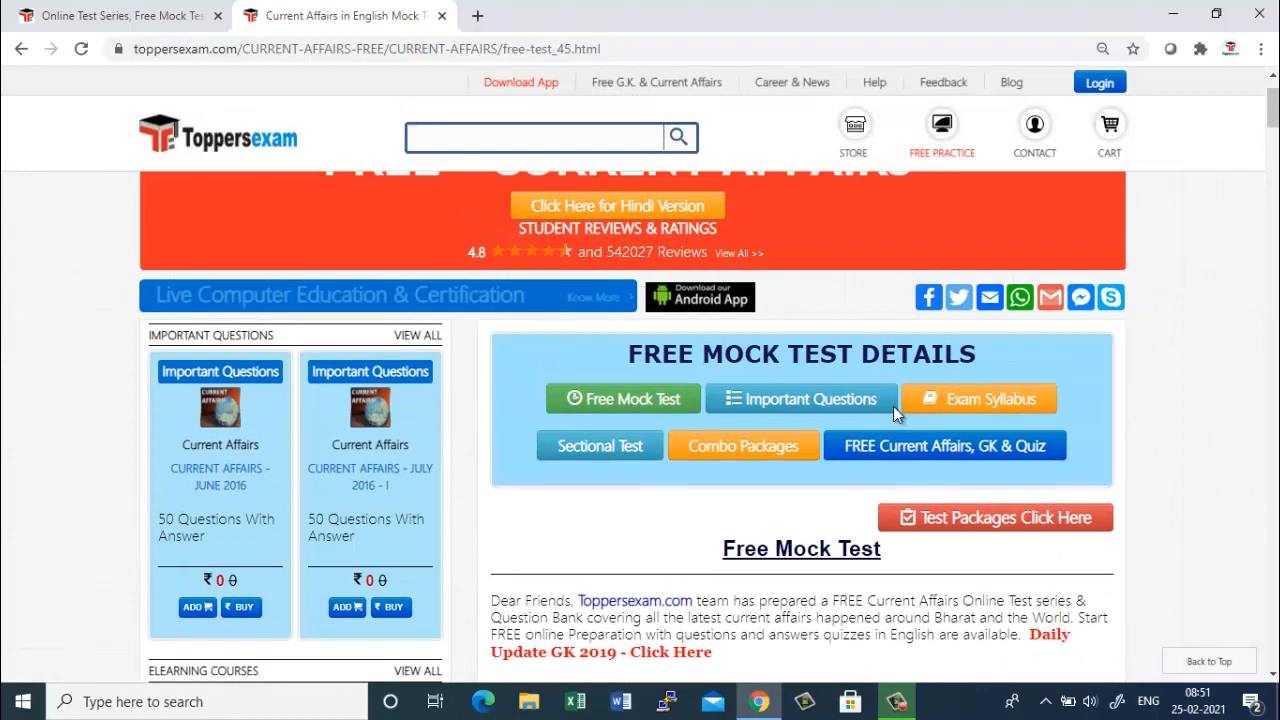 Online Test Series, Free Mock Tes
Current Affairs in English Mock T
toppersexam.com/CURRENT-AFFAIRS-FREE/CURRENT-AFFAIRS/free-test_45.html
Download App
Free G.K. & Current Affairs
Career & News
Help
Feedback
Blog
Login
Toppersexam
STORE
FREE PRACTICE
CONTACT
CART
FREE - CURRENT AFFAIRS
Click Here for Hindi Version
STUDENT REVIEWS & RATINGS
4.8 and 542027 Reviews View All >>
Live Computer Education & Certification Know More
Download our
Android App
IMPORTANT QUESTIONS VIEW ALL
Important Questions
Current Affairs
CURRENT AFFAIRS -
JUNE 2016
50 Questions With
Answer
₹ 0 0
ADD ₹ BUY
Important Questions
Current Affairs
CURRENT AFFAIRS - JULY
2016 - I
50 Questions With
Answer
₹ 0 0
ADD ₹ BUY
ELEARNING COURSES VIEW ALL
FREE MOCK TEST DETAILS
Free Mock Test
Important Questions
Exam Syllabus
Sectional Test
Combo Packages
FREE Current Affairs, GK & Quiz
Test Packages Click Here
Free Mock Test
Dear Friends, Toppersexam.com team has prepared a FREE Current Affairs Online Test series &
Question Bank covering all the latest current affairs happened around Bharat and the World. Start
FREE online Preparation with questions and answers quizzes in English are available. Daily
Update GK 2019 - Click Here
Back to Top
Type here to search
ENG
08:51
25-02-2021
2